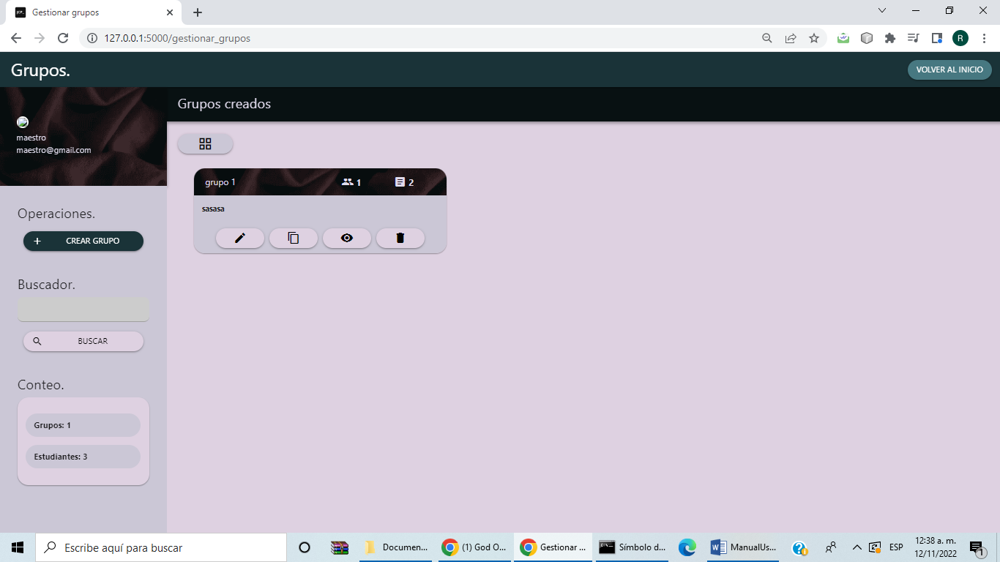 Gestionar grupos
127.0.0.1:5000/gestionar_grupos
R
Grupos.
VOLVER AL INICIO
maestro
maestro@gmail.com
Grupos creados
grupo 1
1
2
sasasa
Operaciones.
CREAR GRUPO
Buscador.
BUSCAR
Conteo.
Grupos: 1
Estudiantes: 3
Escribe aquí para buscar
Documen...
(1) God O...
Gestionar ...
Símbolo d...
ManualUs...
ESP
12:38 a. m.
12/11/2022
1